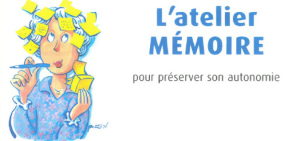 L'atelier
MÉMOIRE
pour préserver son autonomie